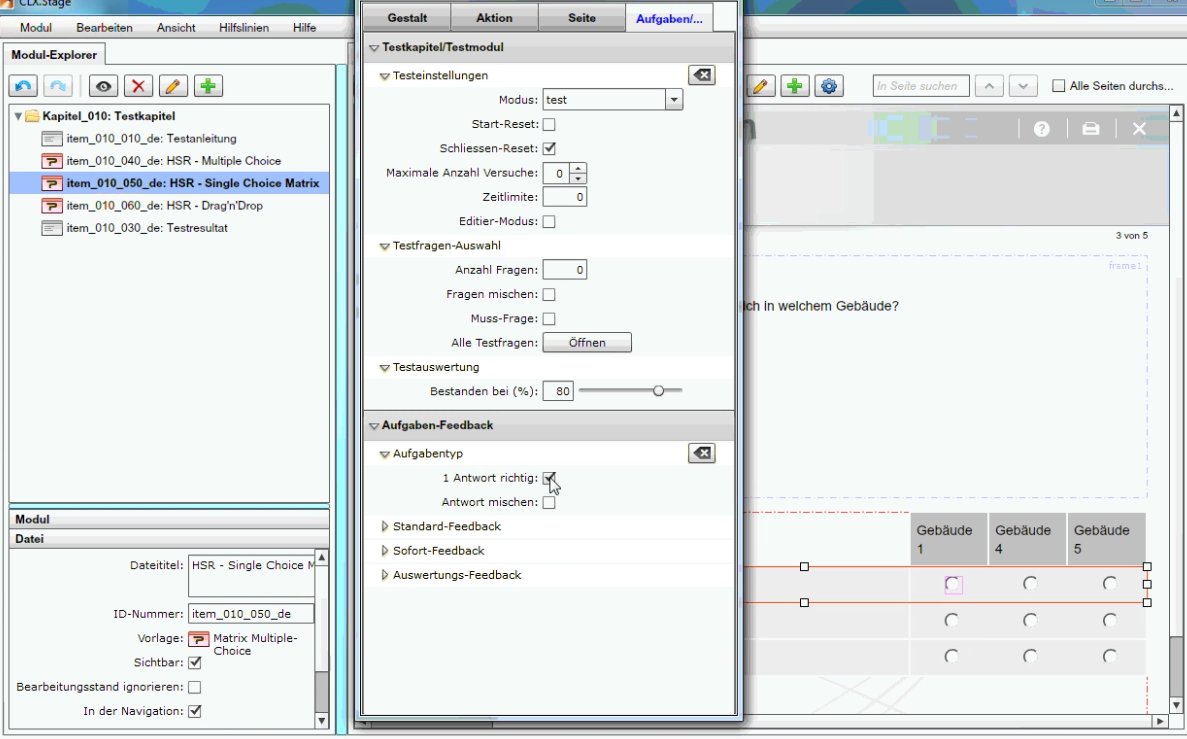 CLX.Stage
Modul Bearbeiten Ansicht Hilfslinien Hilfe
Modul-Explorer
Kapitel_010: Testkapitel
item_010_010_de: Testanleitung
item_010_040_de: HSR - Multiple Choice
item_010_050_de: HSR - Single Choice Matrix
item_010_060_de: HSR - Drag'n'Drop
item_010_030_de: Testresultat
Modul
Datei
Dateititel: HSR - Single Choice M
ID-Nummer: item_010_050_de
Vorlage: Matrix Multiple-
Choice
Sichtbar:
Bearbeitungsstand ignorieren:
In der Navigation:
Gestalt Aktion Seite Aufgaben/...
Testkapitel/Testmodul
Testeinstellungen
Modus: test
Start-Reset:
Schliessen-Reset:
Maximale Anzahl Versuche: 0
Zeitlimite: 0
Editier-Modus:
Testfragen-Auswahl
Anzahl Fragen: 0
Fragen mischen:
Muss-Frage:
Alle Testfragen: Öffnen
Testauswertung
Bestanden bei (%): 80
Aufgaben-Feedback
Aufgabentyp
1 Antwort richtig:
Antwort mischen:
Standard-Feedback
Sofort-Feedback
Auswertungs-Feedback
In Seite suchen Alle Seiten durchs...
3 von 5
frame1
ich in welchem Gebäude?
Gebäude Gebäude Gebäude
1 4 5